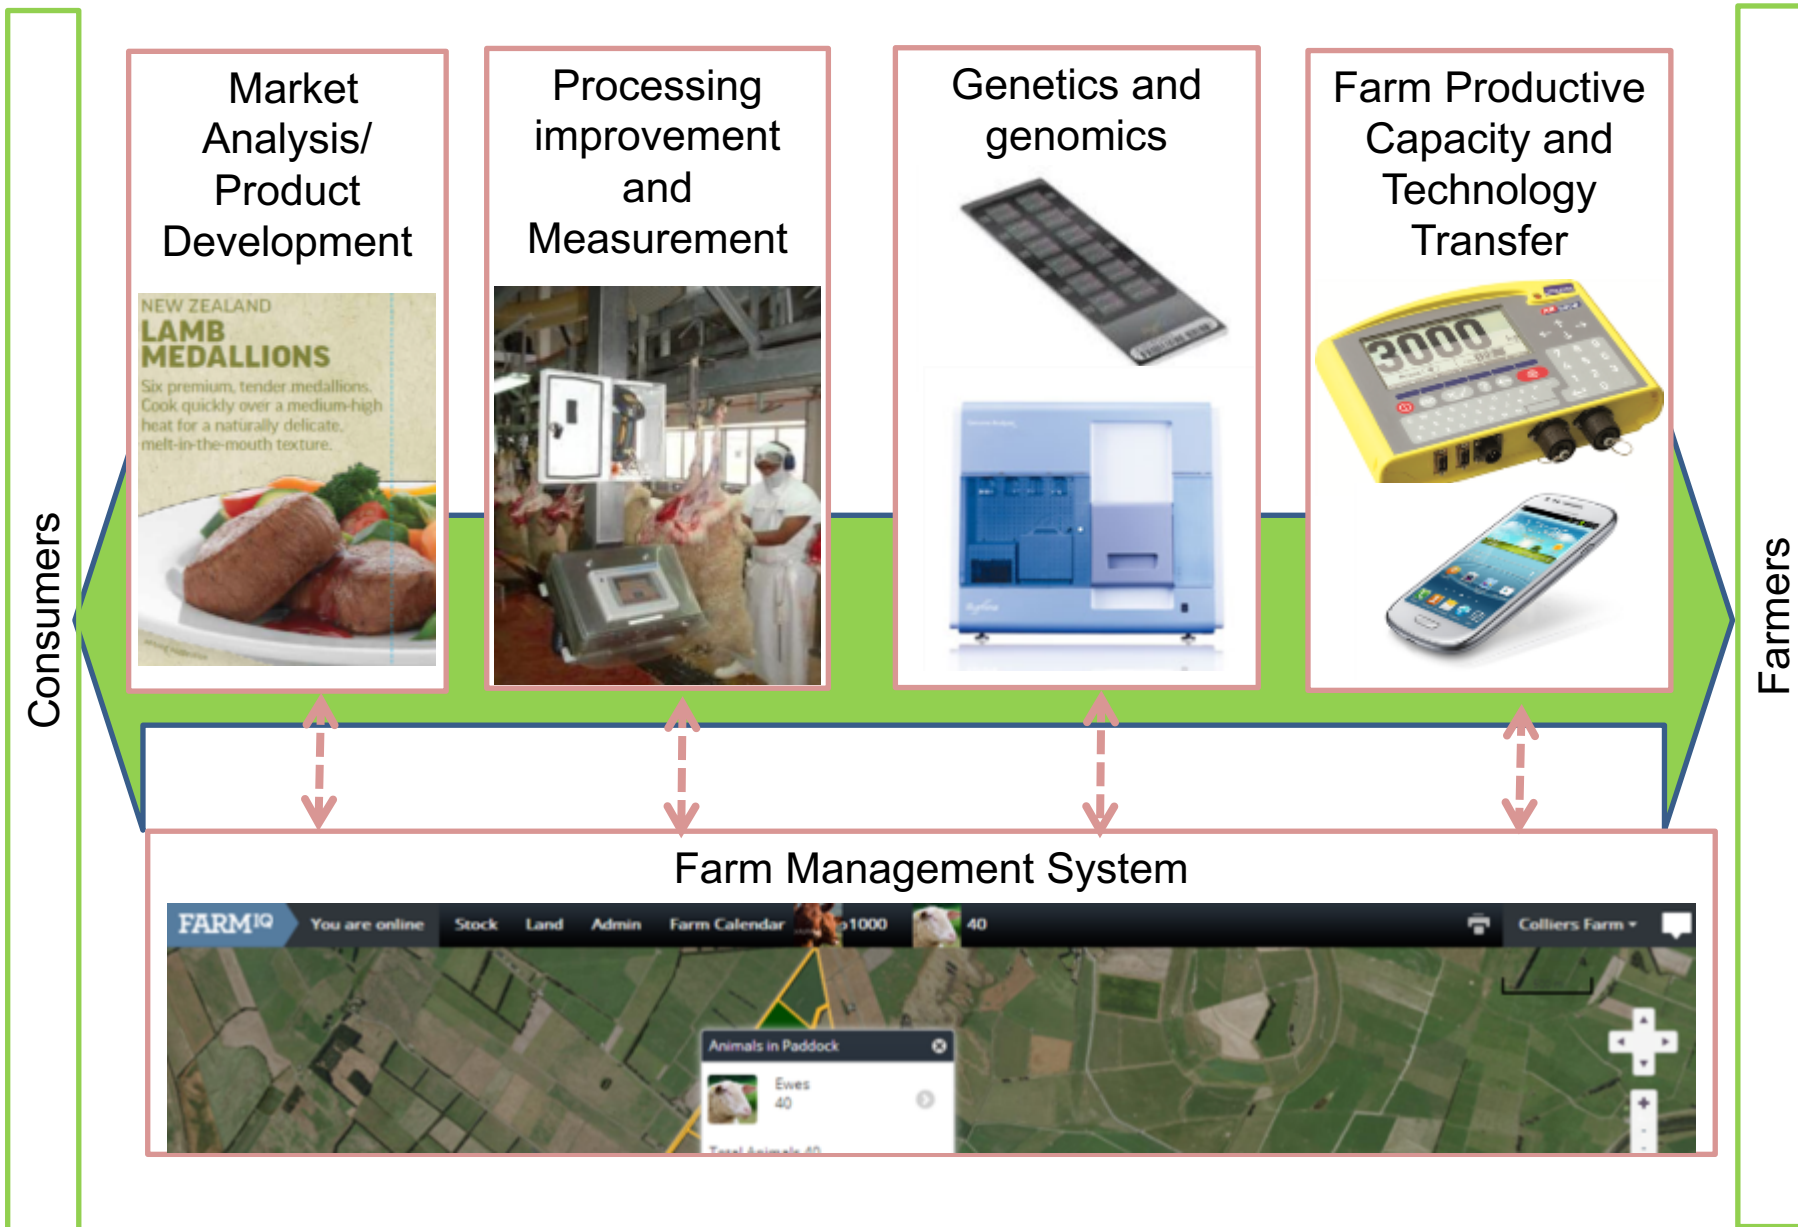 Consumers
Market
Analysis/
Product
Development
NEW ZEALAND
LAMB
MEDALLIONS
Six premium, tender medallions.
Cook quickly over a medium-high
heat for a naturally delicate,
melt-in-the-mouth texture.
Processing
improvement
and
Measurement
Genetics and
genomics
Farm Productive
Capacity and
Technology
Transfer
3000
Farmers
Farm Management System
FARMIQ
You are online Stock Land Admin Farm Calendar 1000 40 Colliers Farm
Animals in Paddock
Ewes
40
Total Animals 40